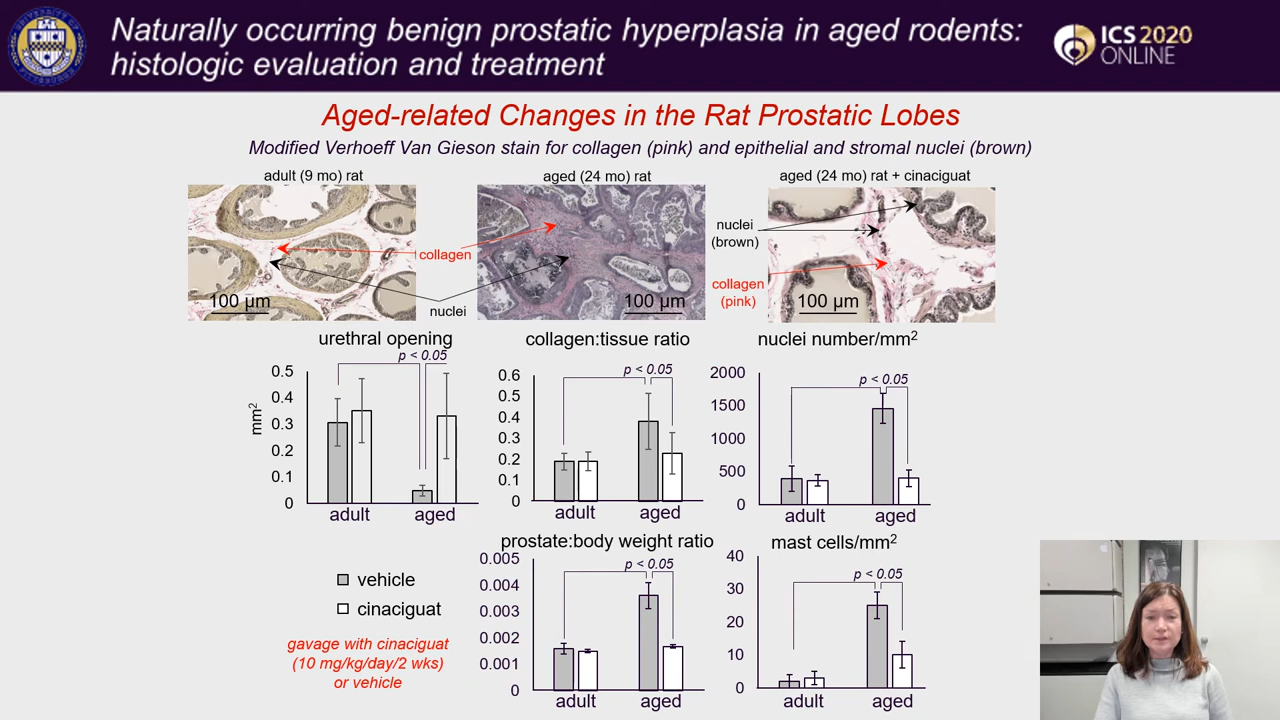 Naturally occurring benign prostatic hyperplasia in aged rodents:
histologic evaluation and treatment
ICS 2020
ONLINE
Aged-related Changes in the Rat Prostatic Lobes
Modified Verhoeff Van Gieson stain for collagen (pink) and epithelial and stromal nuclei (brown)
adult (9 mo) rat
aged (24 mo) rat
aged (24 mo) rat + cinaciguat
collagen
nuclei
nuclei
(brown)
collagen
(pink)
100 µm
100 µm
100 µm
urethral opening
p < 0.05
mm²
0.5
0.4
0.3
0.2
0.1
0
adult
aged
collagen:tissue ratio
p < 0.05
0.6
0.5
0.4
0.3
0.2
0.1
0
adult
aged
nuclei number/mm²
p < 0.05
2000
1500
1000
500
0
adult
aged
vehicle
cinaciguat
gavage with cinaciguat
(10 mg/kg/day/2 wks)
or vehicle
prostate:body weight ratio
p < 0.05
0.005
0.004
0.003
0.002
0.001
0
adult
aged
mast cells/mm²
p < 0.05
40
30
20
10
0
adult
aged